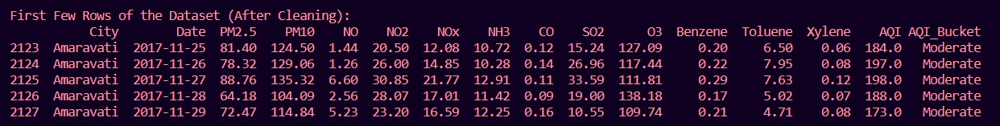 First Few Rows of the Dataset (After Cleaning):
City Date PM2.5 PM10 NO NO2 NOx NH3 CO SO2 O3 Benzene Toluene Xylene AQI AQI_Bucket
2123 Amaravati 2017-11-25 81.40 124.50 1.44 20.50 12.08 10.72 0.12 15.24 127.09 0.20 6.50 0.06 184.0 Moderate
2124 Amaravati 2017-11-26 78.32 129.06 1.26 26.00 14.85 10.28 0.14 26.96 117.44 0.22 7.95 0.08 197.0 Moderate
2125 Amaravati 2017-11-27 88.76 135.32 6.60 30.85 21.77 12.91 0.11 33.59 111.81 0.29 7.63 0.12 198.0 Moderate
2126 Amaravati 2017-11-28 64.18 104.09 2.56 28.07 17.01 11.42 0.09 19.00 138.18 0.17 5.02 0.07 188.0 Moderate
2127 Amaravati 2017-11-29 72.47 114.84 5.23 23.20 16.59 12.25 0.16 10.55 109.74 0.21 4.71 0.08 173.0 Moderate